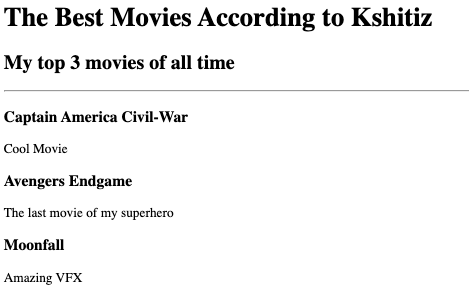 The Best Movies According to Kshitiz
My top 3 movies of all time
Captain America Civil-War
Cool Movie
Avengers Endgame
The last movie of my superhero
Moonfall
Amazing VFX